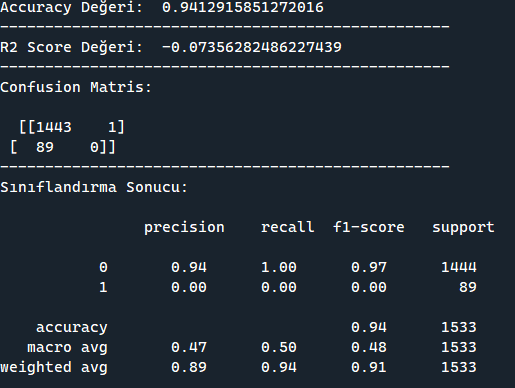 Accuracy Değeri:  0.9412915851272016
--------------------------------------------------
R2 Score Değeri:  -0.07356282486227439
--------------------------------------------------
Confusion Matris:
[[1443    1]
[  89    0]]
--------------------------------------------------
Sınıflandırma Sonucu:
precision    recall  f1-score   support
0       0.94      1.00      0.97      1444
1       0.00      0.00      0.00        89
accuracy                           0.94      1533
macro avg       0.47      0.50      0.48      1533
weighted avg       0.89      0.94      0.91      1533